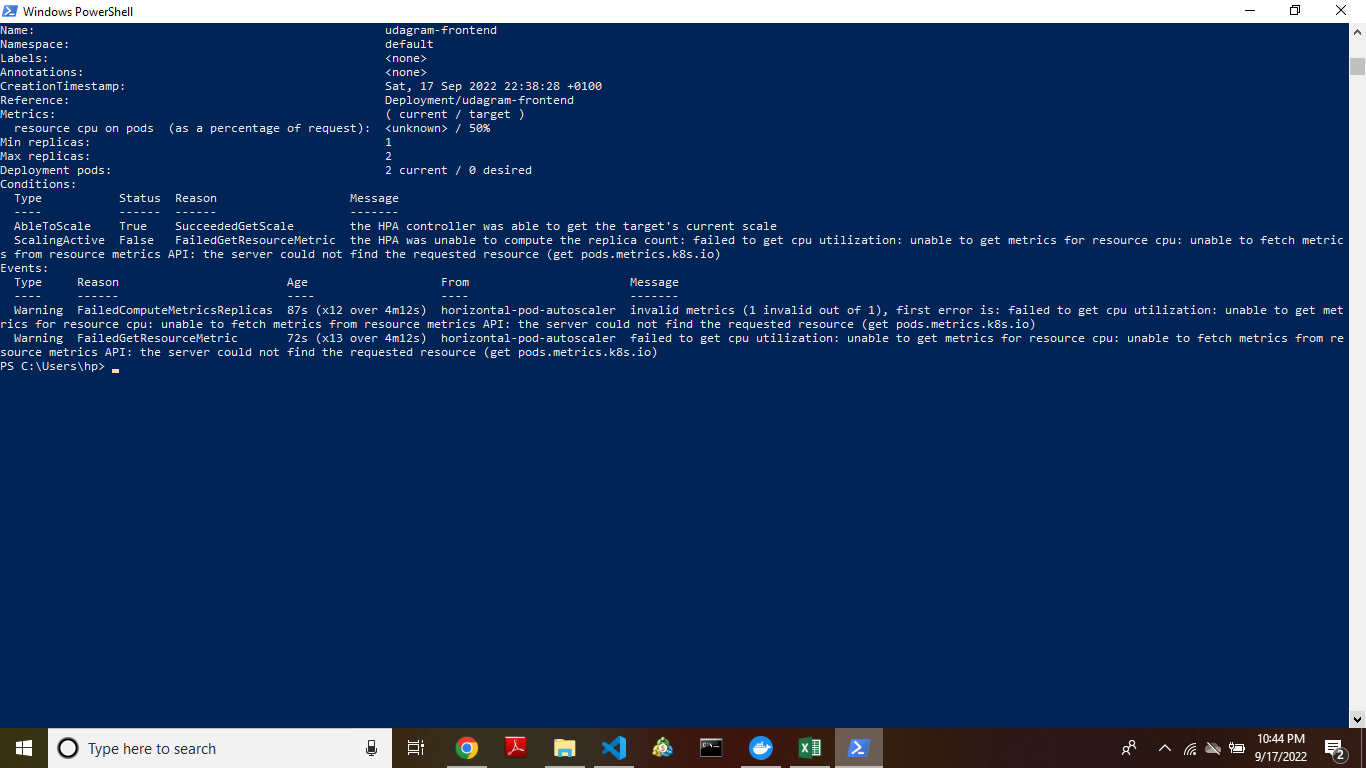 Windows PowerShell
Name:                                                  udagram-frontend
Namespace:                                             default
Labels:                                                <none>
Annotations:                                           <none>
CreationTimestamp:                                     Sat, 17 Sep 2022 22:38:28 +0100
Reference:                                             Deployment/udagram-frontend
Metrics:                                               ( current / target )
  resource cpu on pods  (as a percentage of request):  <unknown> / 50%
Min replicas:                                          1
Max replicas:                                          2
Deployment pods:                                       2 current / 0 desired
Conditions:
  Type           Status  Reason                   Message
  ----           ------  ------                   -------
  AbleToScale    True    SucceededGetScale        the HPA controller was able to get the target's current scale
  ScalingActive  False   FailedGetResourceMetric  the HPA was unable to compute the replica count: failed to get cpu utilization: unable to get metrics for resource cpu: unable to fetch metric
s from resource metrics API: the server could not find the requested resource (get pods.metrics.k8s.io)
Events:
  Type     Reason                        Age                   From                       Message
  ----     ------                        ----                  ----                       -------
  Warning  FailedComputeMetricsReplicas  87s (x12 over 4m12s)  horizontal-pod-autoscaler  invalid metrics (1 invalid out of 1), first error is: failed to get cpu utilization: unable to get met
rics for resource cpu: unable to fetch metrics from resource metrics API: the server could not find the requested resource (get pods.metrics.k8s.io)
  Warning  FailedGetResourceMetric       72s (x13 over 4m12s)  horizontal-pod-autoscaler  failed to get cpu utilization: unable to get metrics for resource cpu: unable to fetch metrics from re
source metrics API: the server could not find the requested resource (get pods.metrics.k8s.io)
PS C:\Users\hp>
Type here to search
10:44 PM
9/17/2022
2